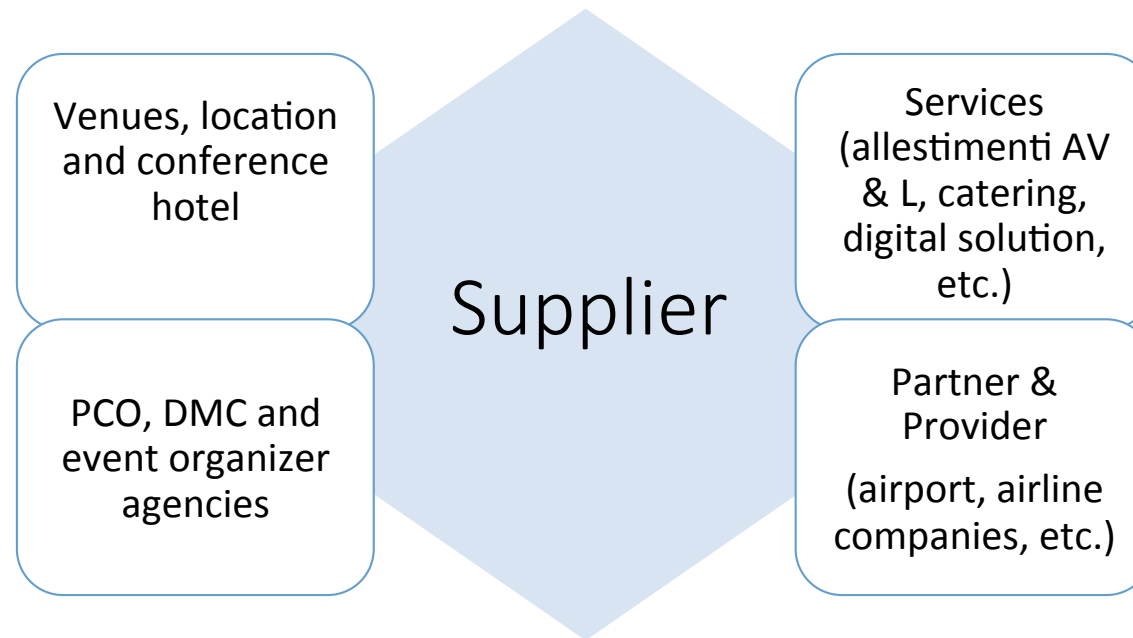 Venues, location
and conference
hotel
PCO, DMC and
event organizer
agencies
Supplier
Services
(allestimenti AV
& L, catering,
digital solution,
etc.)
Partner &
Provider
(airport, airline
companies, etc.)